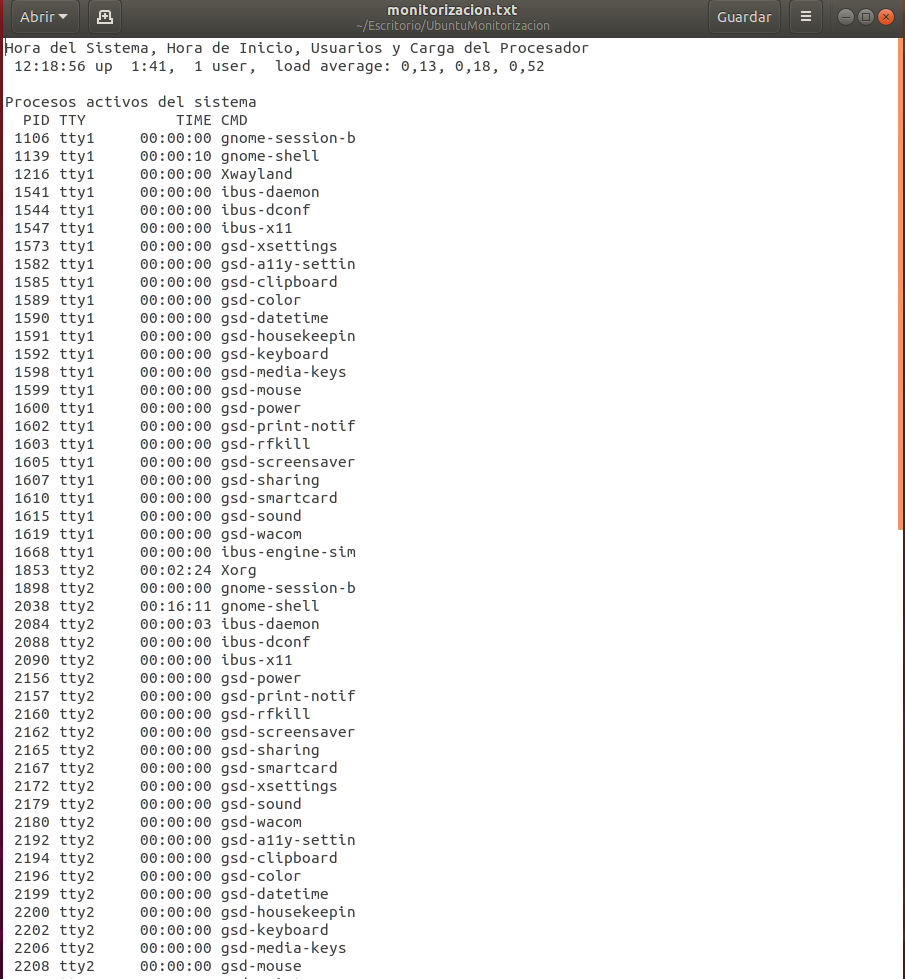 Abrir
monitorizacion.txt
~/Escritorio/UbuntuMonitorizacion
Guardar
Hora del Sistema, Hora de Inicio, Usuarios y Carga del Procesador
 12:18:56 up  1:41,  1 user,  load average: 0,13, 0,18, 0,52
Procesos activos del sistema
  PID TTY          TIME CMD
 1106 tty1     00:00:00 gnome-session-b
 1139 tty1     00:00:10 gnome-shell
 1216 tty1     00:00:00 Xwayland
 1541 tty1     00:00:00 ibus-daemon
 1544 tty1     00:00:00 ibus-dconf
 1547 tty1     00:00:00 ibus-x11
 1573 tty1     00:00:00 gsd-xsettings
 1582 tty1     00:00:00 gsd-a11y-settin
 1585 tty1     00:00:00 gsd-clipboard
 1589 tty1     00:00:00 gsd-color
 1590 tty1     00:00:00 gsd-datetime
 1591 tty1     00:00:00 gsd-housekeepin
 1592 tty1     00:00:00 gsd-keyboard
 1598 tty1     00:00:00 gsd-media-keys
 1599 tty1     00:00:00 gsd-mouse
 1600 tty1     00:00:00 gsd-power
 1602 tty1     00:00:00 gsd-print-notif
 1603 tty1     00:00:00 gsd-rfkill
 1605 tty1     00:00:00 gsd-screensaver
 1607 tty1     00:00:00 gsd-sharing
 1610 tty1     00:00:00 gsd-smartcard
 1615 tty1     00:00:00 gsd-sound
 1619 tty1     00:00:00 gsd-wacom
 1668 tty1     00:00:00 ibus-engine-sim
 1853 tty2     00:02:24 Xorg
 1898 tty2     00:00:00 gnome-session-b
 2038 tty2     00:16:11 gnome-shell
 2084 tty2     00:00:03 ibus-daemon
 2088 tty2     00:00:00 ibus-dconf
 2090 tty2     00:00:00 ibus-x11
 2156 tty2     00:00:00 gsd-power
 2157 tty2     00:00:00 gsd-print-notif
 2160 tty2     00:00:00 gsd-rfkill
 2162 tty2     00:00:00 gsd-screensaver
 2165 tty2     00:00:00 gsd-sharing
 2167 tty2     00:00:00 gsd-smartcard
 2172 tty2     00:00:00 gsd-xsettings
 2179 tty2     00:00:00 gsd-sound
 2180 tty2     00:00:00 gsd-wacom
 2192 tty2     00:00:00 gsd-a11y-settin
 2194 tty2     00:00:00 gsd-clipboard
 2196 tty2     00:00:00 gsd-color
 2199 tty2     00:00:00 gsd-datetime
 2200 tty2     00:00:00 gsd-housekeepin
 2202 tty2     00:00:00 gsd-keyboard
 2206 tty2     00:00:00 gsd-media-keys
 2208 tty2     00:00:00 gsd-mouse